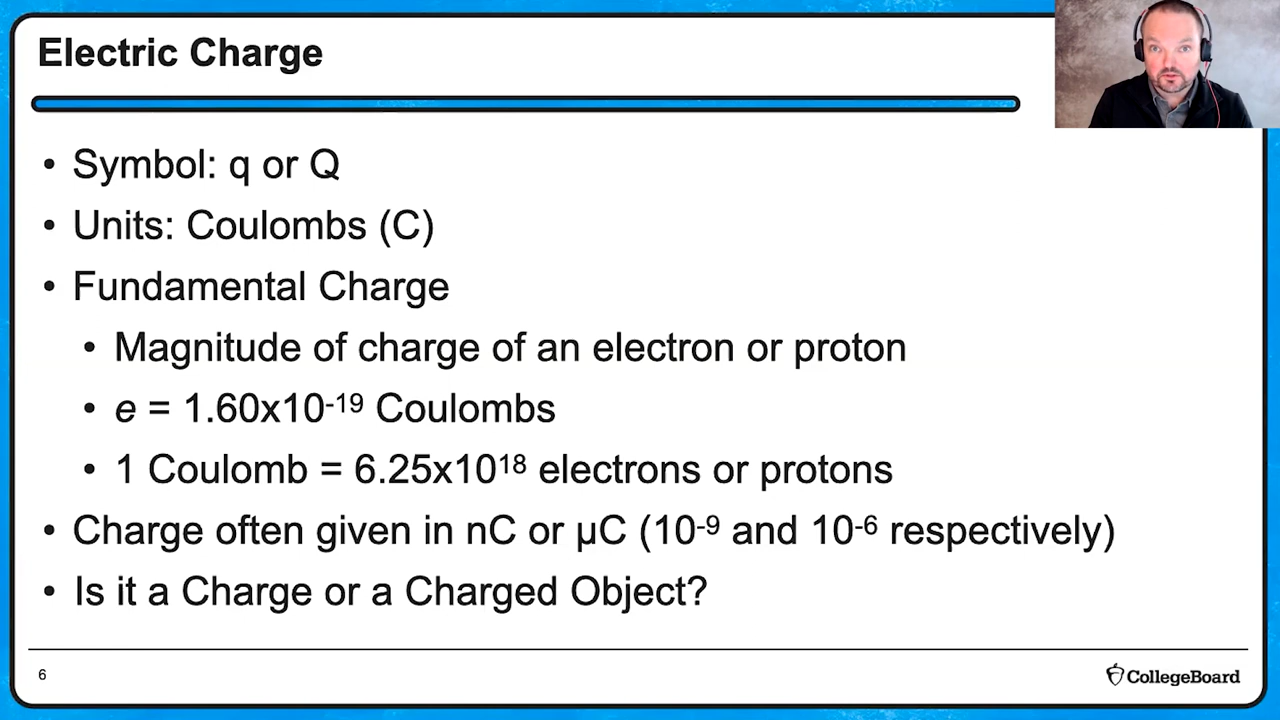 Electric Charge
• Symbol: q or Q
• Units: Coulombs (C)
• Fundamental Charge
• Magnitude of charge of an electron or proton
• e = 1.60x10⁻¹⁹ Coulombs
• 1 Coulomb = 6.25x10¹⁸ electrons or protons
• Charge often given in nC or µC (10⁻⁹ and 10⁻⁶ respectively)
• Is it a Charge or a Charged Object?
6
CollegeBoard